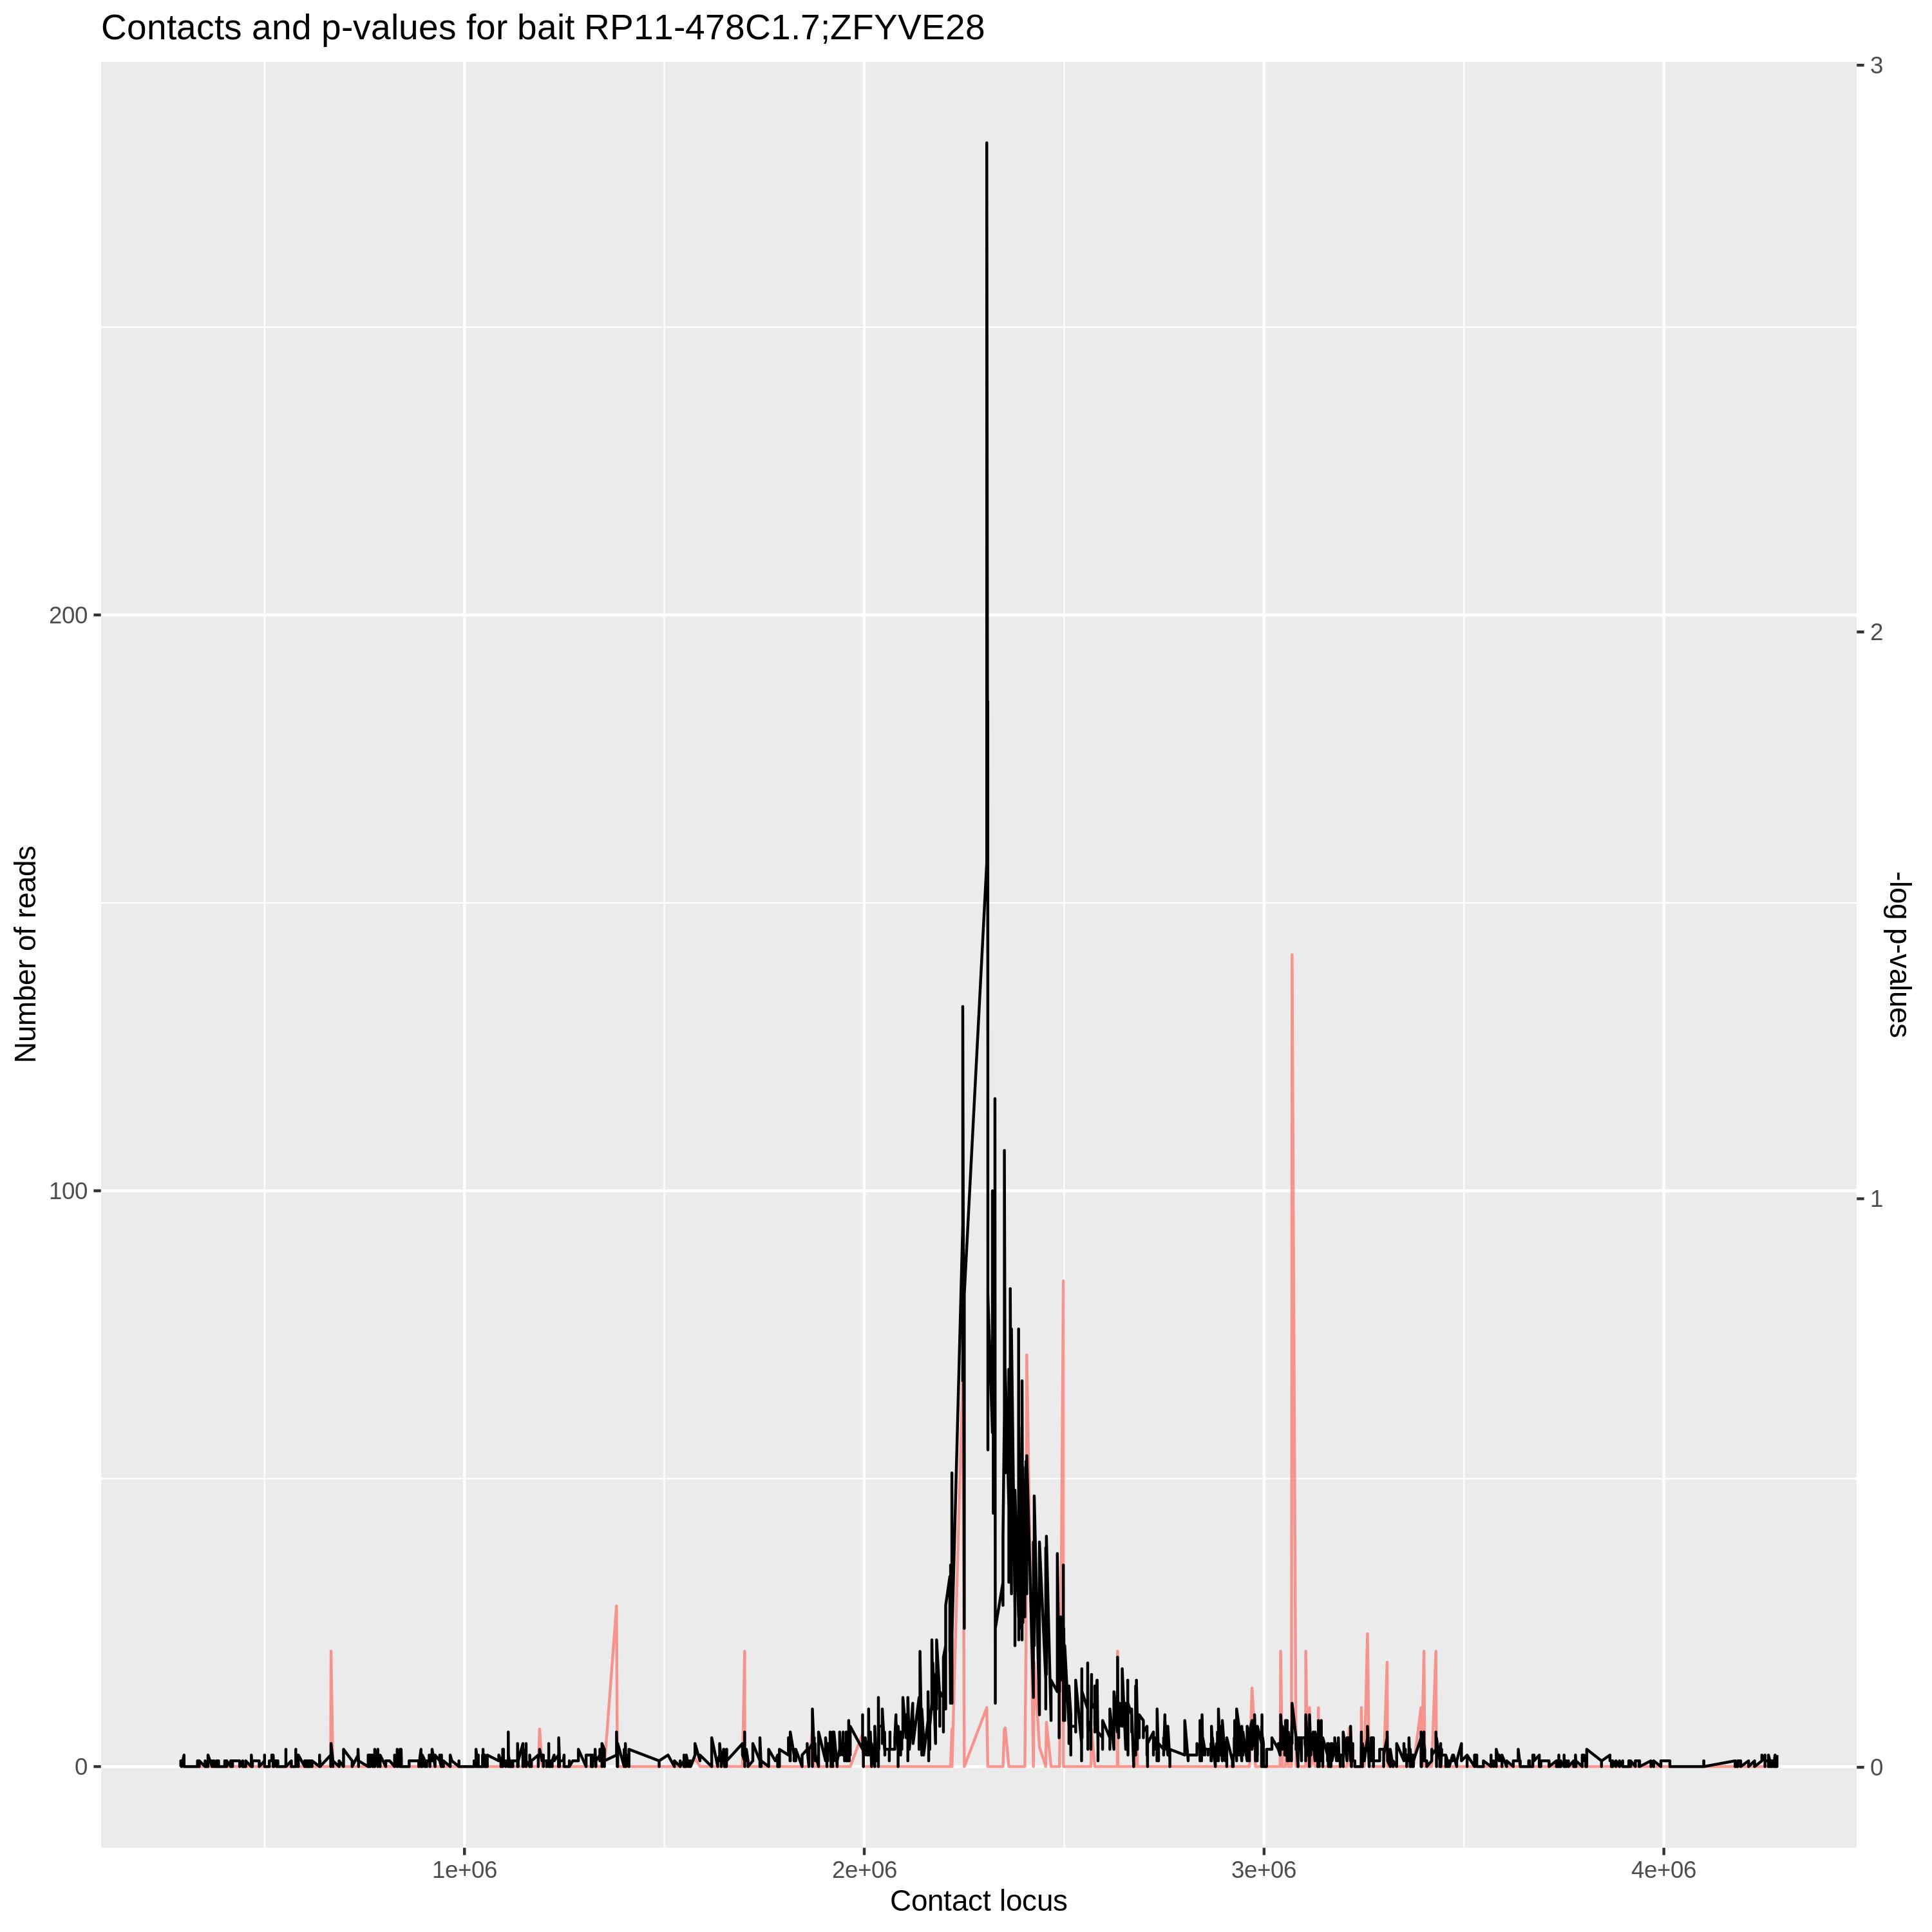 Contacts and p-values for bait RP11-478C1.7;ZFYVE28
Number of reads
200
100
0
3
2
1
0
-log p-values
1e+06
2e+06
3e+06
4e+06
Contact locus